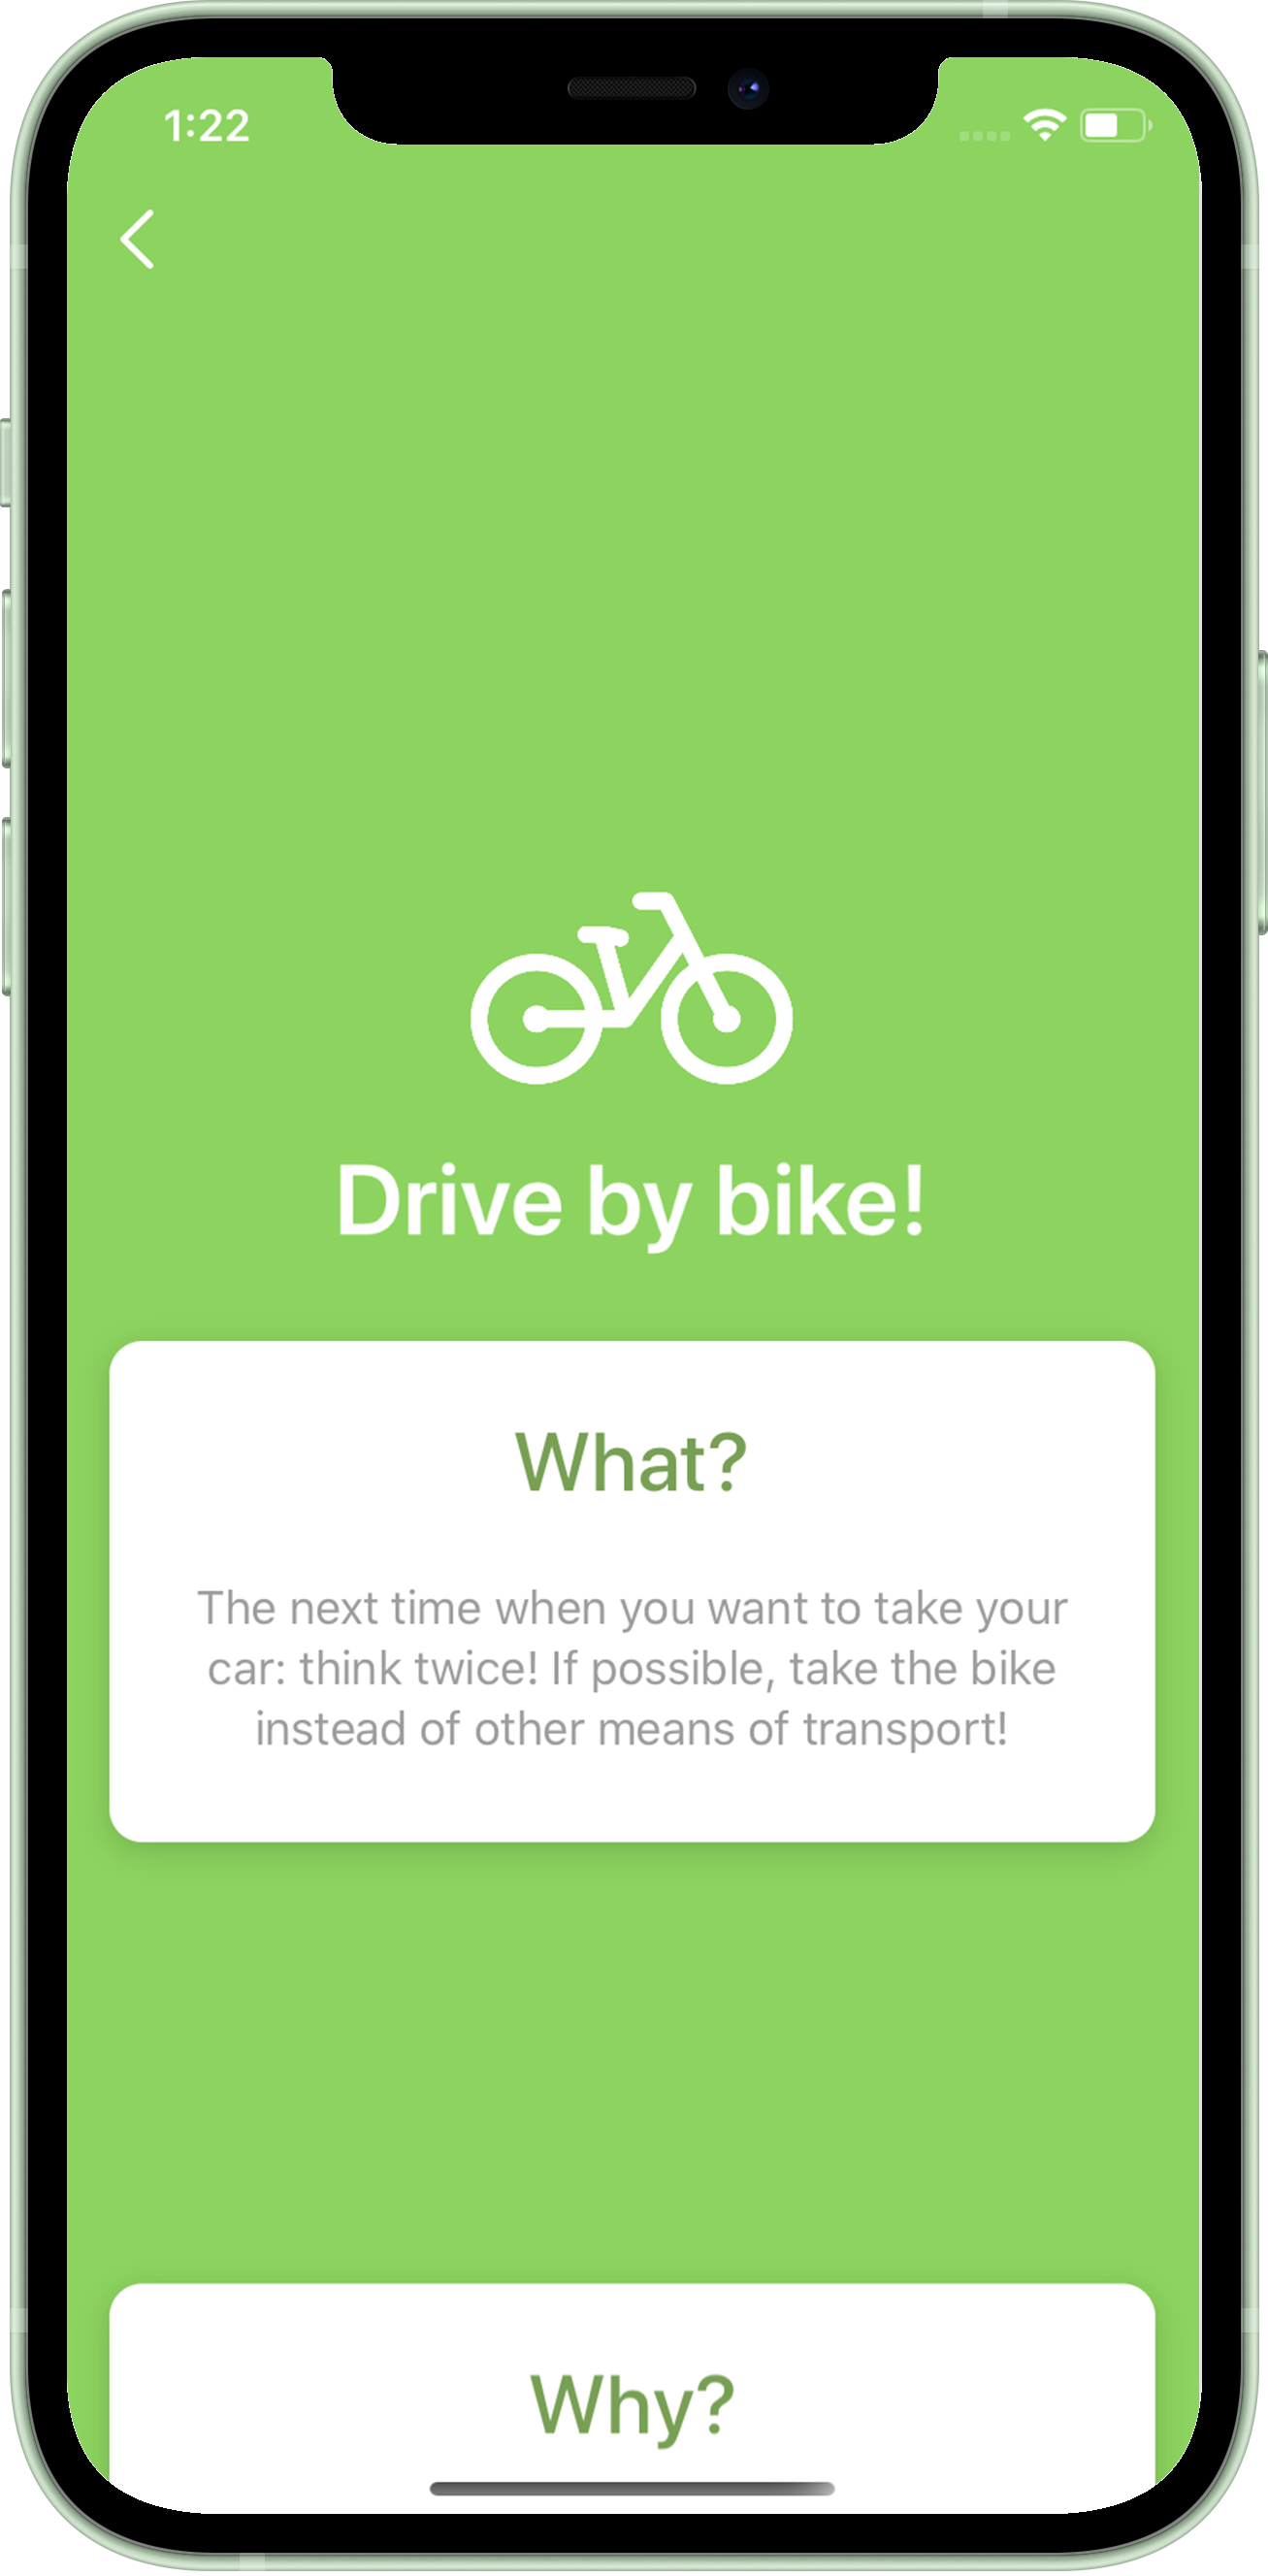 1:22
Drive by bike!
What?
The next time when you want to take your
car: think twice! If possible, take the bike
instead of other means of transport!
Why?